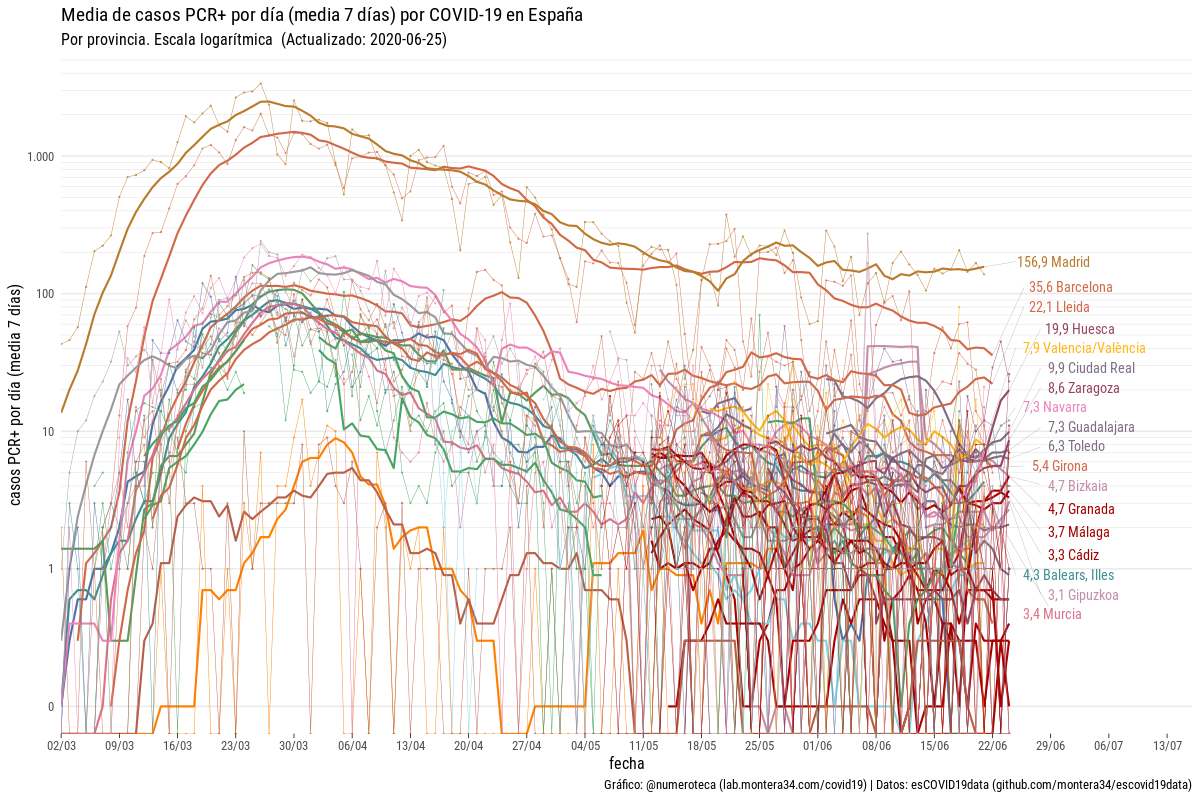 Media de casos PCR+ por día (media 7 días) por COVID-19 en España
Por provincia. Escala logarítmica (Actualizado: 2020-06-25)
casos PCR+ por día (media 7 días)
1.000
100
10
1
0
156,9 Madrid
35,6 Barcelona
22,1 Lleida
19,9 Huesca
7,9 Valencia/València
9,9 Ciudad Real
8,6 Zaragoza
7,3 Navarra
7,3 Guadalajara
6,3 Toledo
5,4 Girona
4,7 Bizkaia
4,7 Granada
3,7 Málaga
3,3 Cádiz
4,3 Balears, Illes
3,1 Gipuzkoa
3,4 Murcia
02/03 09/03 16/03 23/03 30/03 06/04 13/04 20/04 27/04 04/05 11/05 18/05 25/05 01/06 08/06 15/06 22/06 29/06 06/07 13/07
fecha
Gráfico: @numeroteca (lab.montera34.com/covid19) | Datos: esCOVID19data (github.com/montera34/escovid19data)